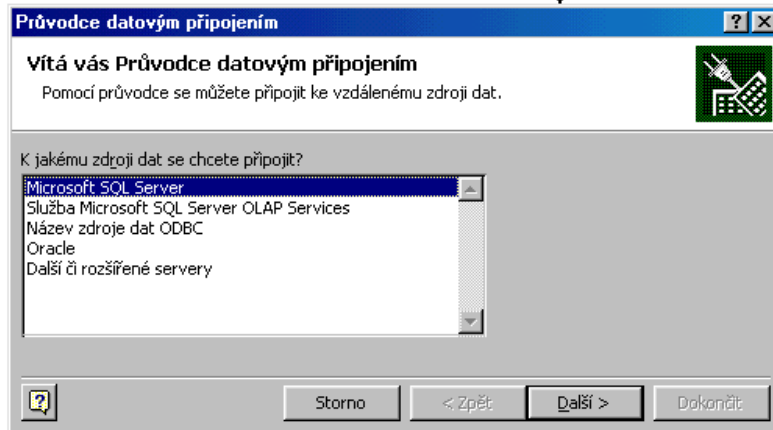 Průvodce datovým připojením
Vítá vás Průvodce datovým připojením
Pomocí průvodce se můžete připojit ke vzdálenému zdroji dat.
K jakému zdroji dat se chcete připojit?
Microsoft SQL Server
Služba Microsoft SQL Server OLAP Services
Název zdroje dat ODBC
Oracle
Další či rozšířené servery
Storno
< Zpět
Další >
Dokončit